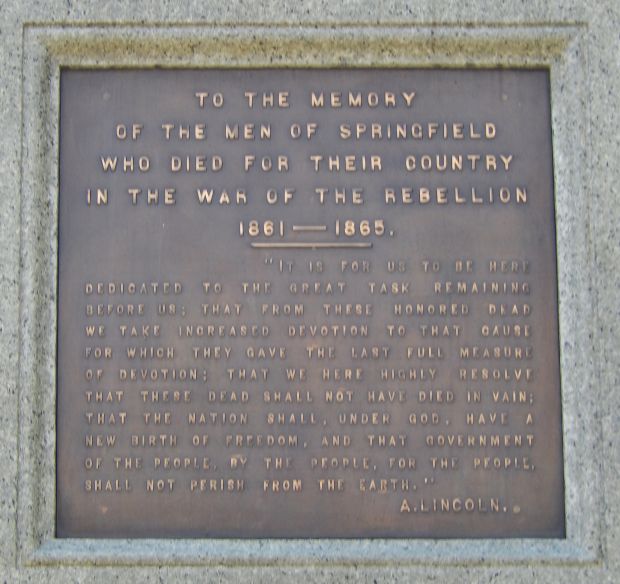 TO THE MEMORY
OF THE MEN OF SPRINGFIELD
WHO DIED FOR THEIR COUNTRY
IN THE WAR OF THE REBELLION
1861 — 1865.
"IT IS FOR US TO BE HERE
DEDICATED TO THE GREAT TASK REMAINING
BEFORE US; THAT FROM THESE HONORED DEAD
WE TAKE INCREASED DEVOTION TO THAT CAUSE
FOR WHICH THEY GAVE THE LAST FULL MEASURE
OF DEVOTION; THAT WE HERE HIGHLY RESOLVE
THAT THESE DEAD SHALL NOT HAVE DIED IN VAIN;
THAT THE NATION SHALL, UNDER GOD, HAVE A
NEW BIRTH OF FREEDOM, AND THAT GOVERNMENT
OF THE PEOPLE, BY THE PEOPLE, FOR THE PEOPLE,
SHALL NOT PERISH FROM THE EARTH."
A. LINCOLN.